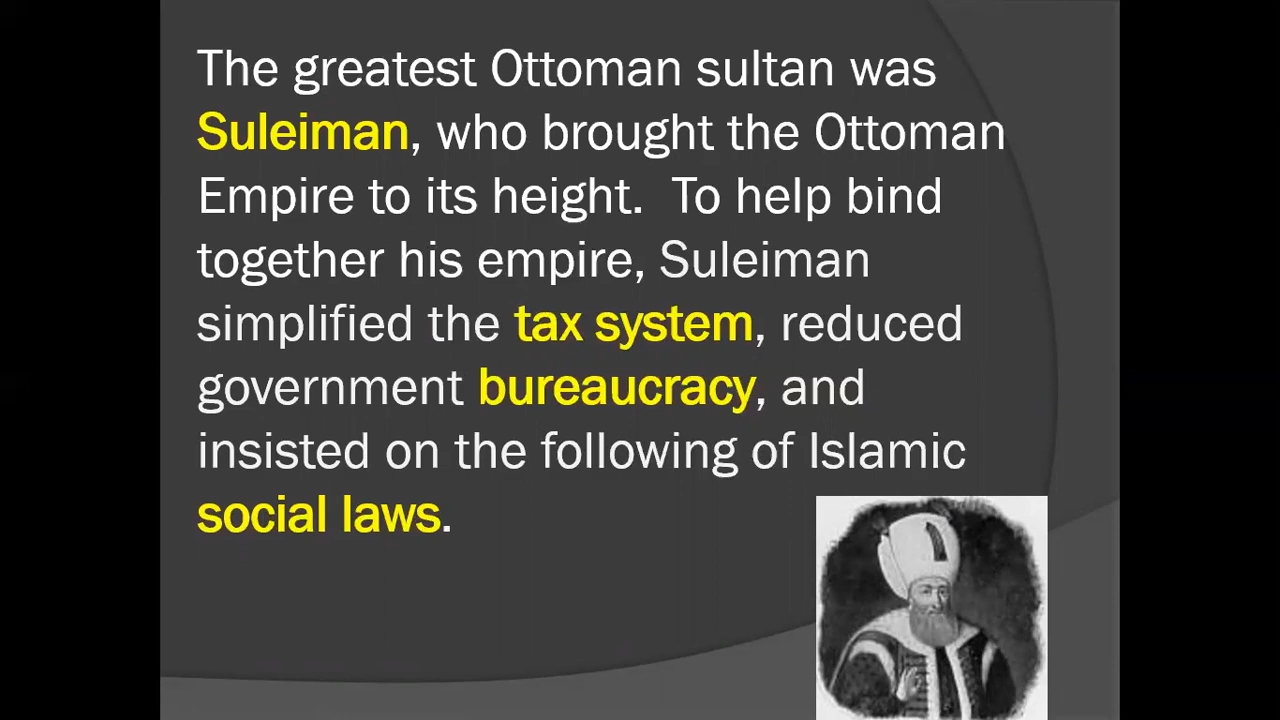 The greatest Ottoman sultan was
Suleiman, who brought the Ottoman
Empire to its height.  To help bind
together his empire, Suleiman
simplified the tax system, reduced
government bureaucracy, and
insisted on the following of Islamic
social laws.